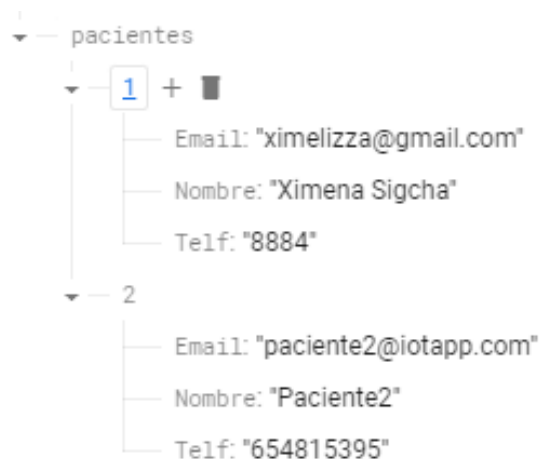 pacientes
1 +
Email: "ximelizza@gmail.com"
Nombre: "Ximena Sigcha"
Telf: "8884"
2
Email: "paciente2@iotapp.com"
Nombre: "Paciente2"
Telf: "654815395"